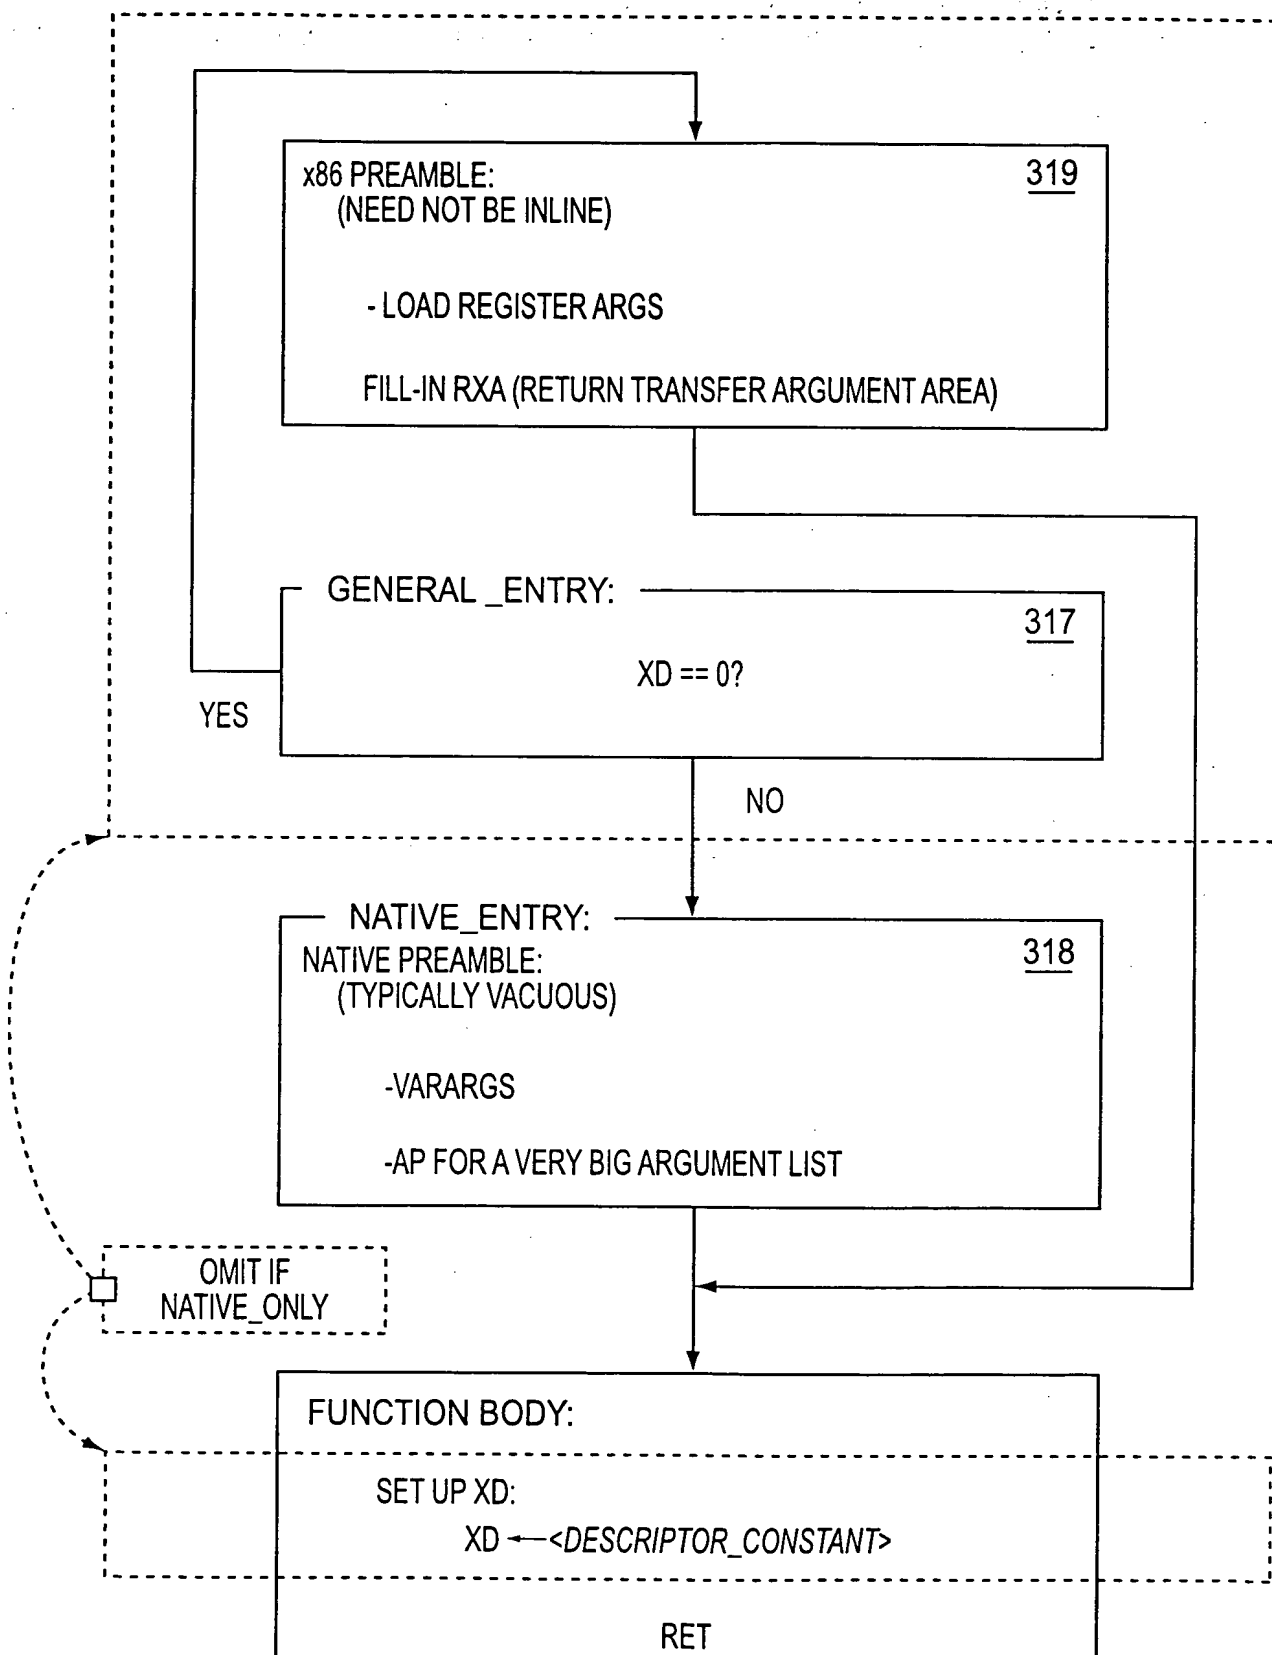 x86 PREAMBLE:
319
(NEED NOT BE INLINE)
- LOAD REGISTER ARGS
FILL-IN RXA (RETURN TRANSFER ARGUMENT AREA)
GENERAL _ENTRY:
317
XD == 0?
YES
NO
NATIVE_ENTRY:
NATIVE PREAMBLE:
318
(TYPICALLY VACUOUS)
-VARARGS
-AP FOR A VERY BIG ARGUMENT LIST
OMIT IF
NATIVE_ONLY
FUNCTION BODY:
SET UP XD:
XD ←<DESCRIPTOR_CONSTANT>
RET